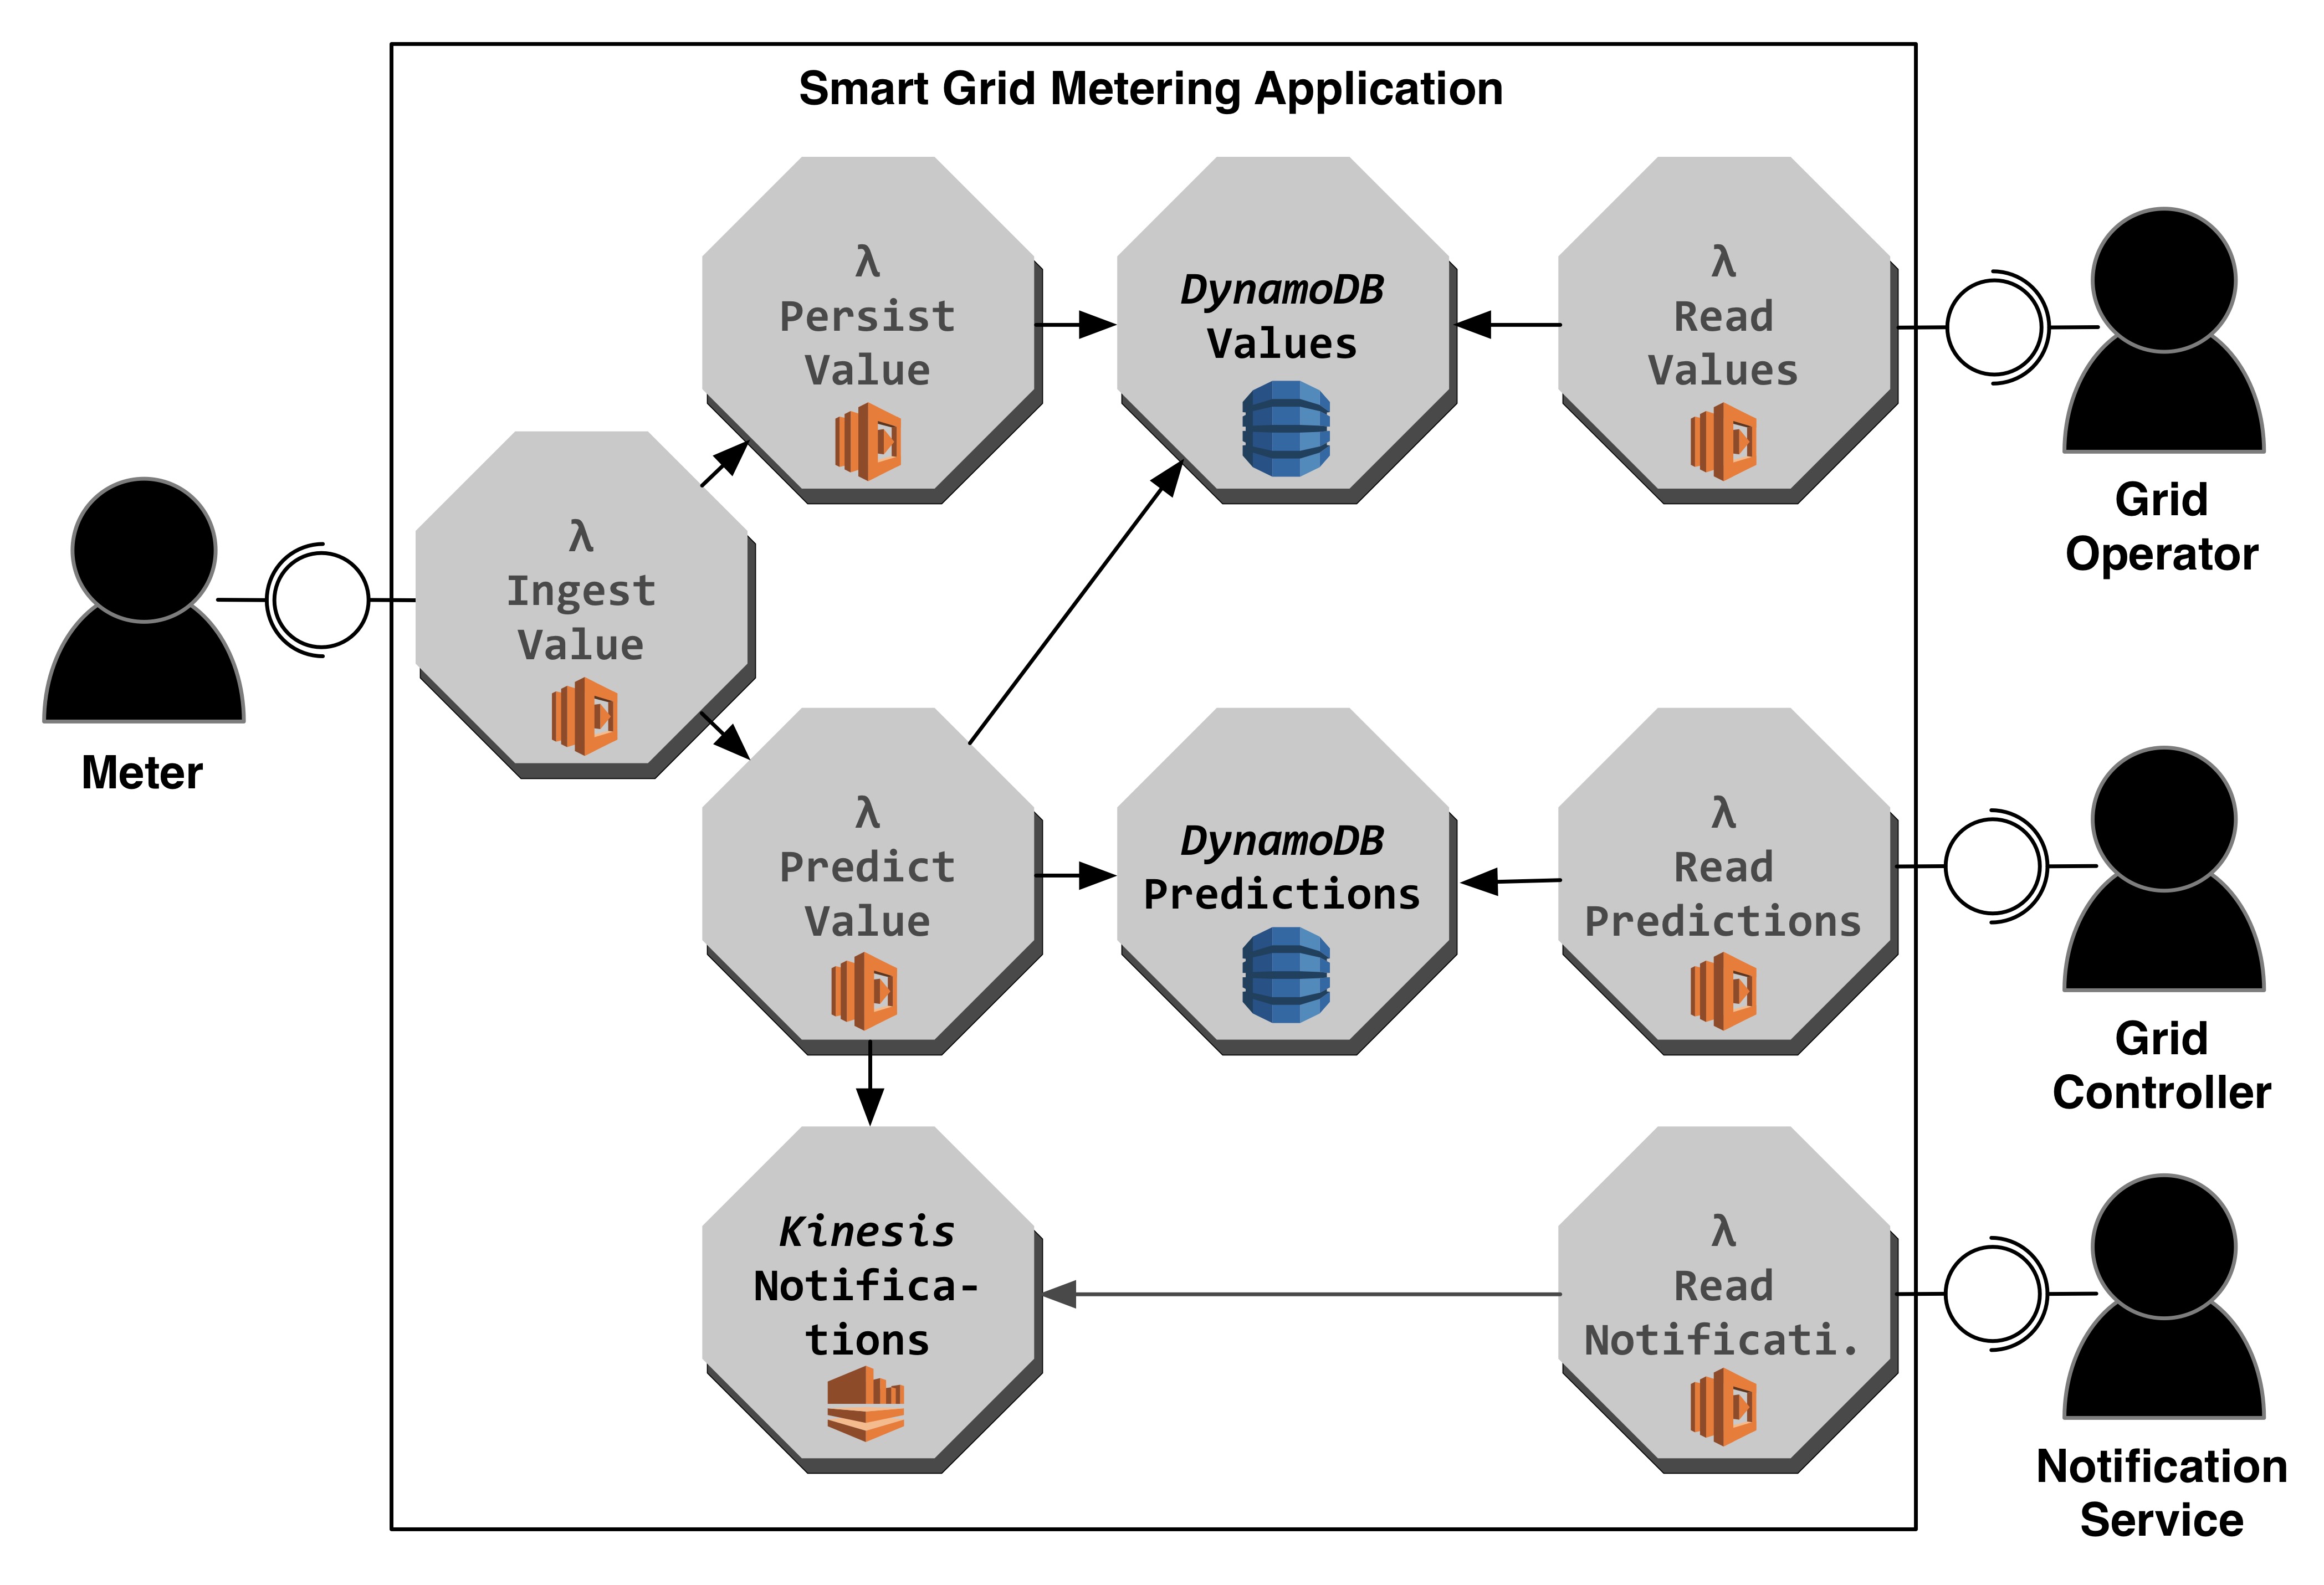 Smart Grid Metering Application
λ
Persist
Value
DynamoDB
Values
λ
Read
Values
Grid
Operator
λ
Ingest
Value
Meter
λ
Predict
Value
DynamoDB
Predictions
λ
Read
Predictions
Grid
Controller
Kinesis
Notifica-
tions
λ
Read
Notificati.
Notification
Service